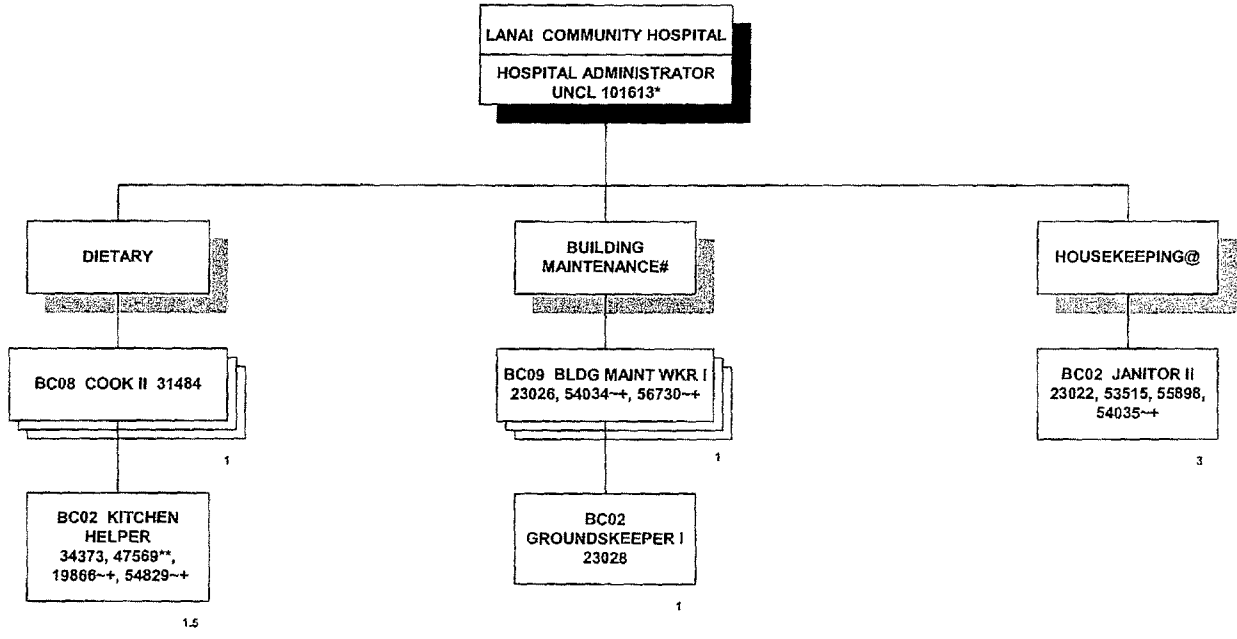 LANAI COMMUNITY HOSPITAL
HOSPITAL ADMINISTRATOR
UNCL 101613*
DIETARY
BUILDING
MAINTENANCE#
HOUSEKEEPING@
BC08 COOK II 31484
1
BC09 BLDG MAINT WKR I
23026, 54034~+, 56730~+
1
BC02 JANITOR II
23022, 53515, 55898,
54035~+
3
BC02 KITCHEN
HELPER
34373, 47569**,
19866~+, 54829~+
1.5
BC02
GROUNDSKEEPER I
23028
1